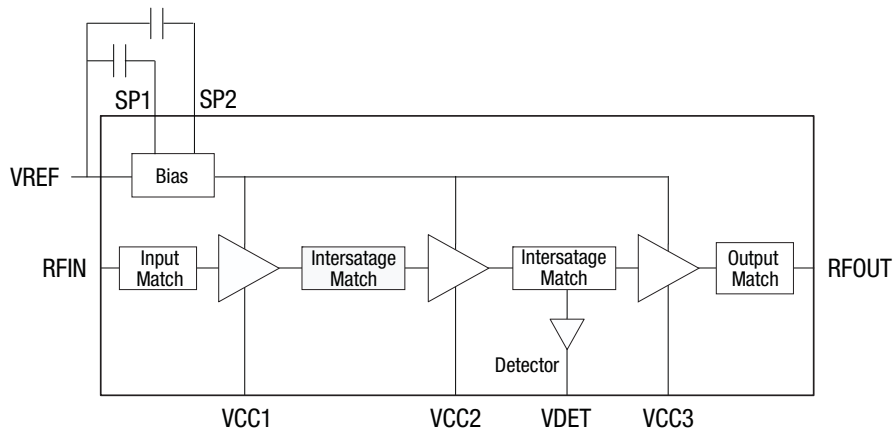 SP1 SP2
VREF
Bias
RFIN
Input
Match
Intersatage
Match
Intersatage
Match
Output
Match
RFOUT
Detector
VCC1 VCC2 VDET VCC3